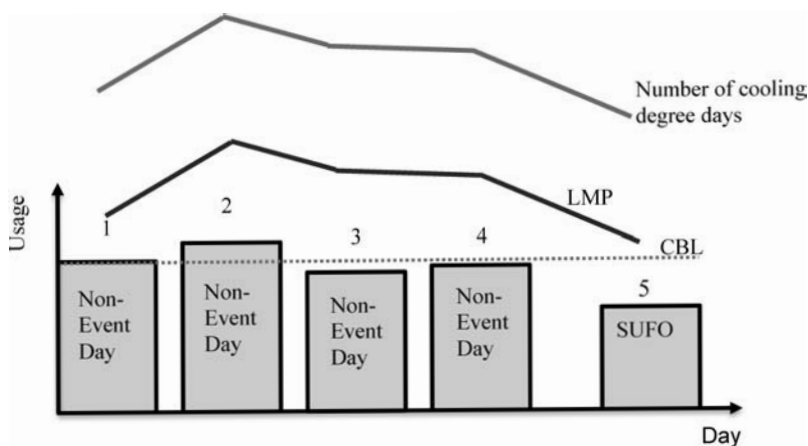 Number of cooling
degree days
LMP
CBL
Usage
1
2
3
4
5
Non-
Event
Day
Non-
Event
Day
Non-
Event
Day
Non-
Event
Day
SUFO
Day